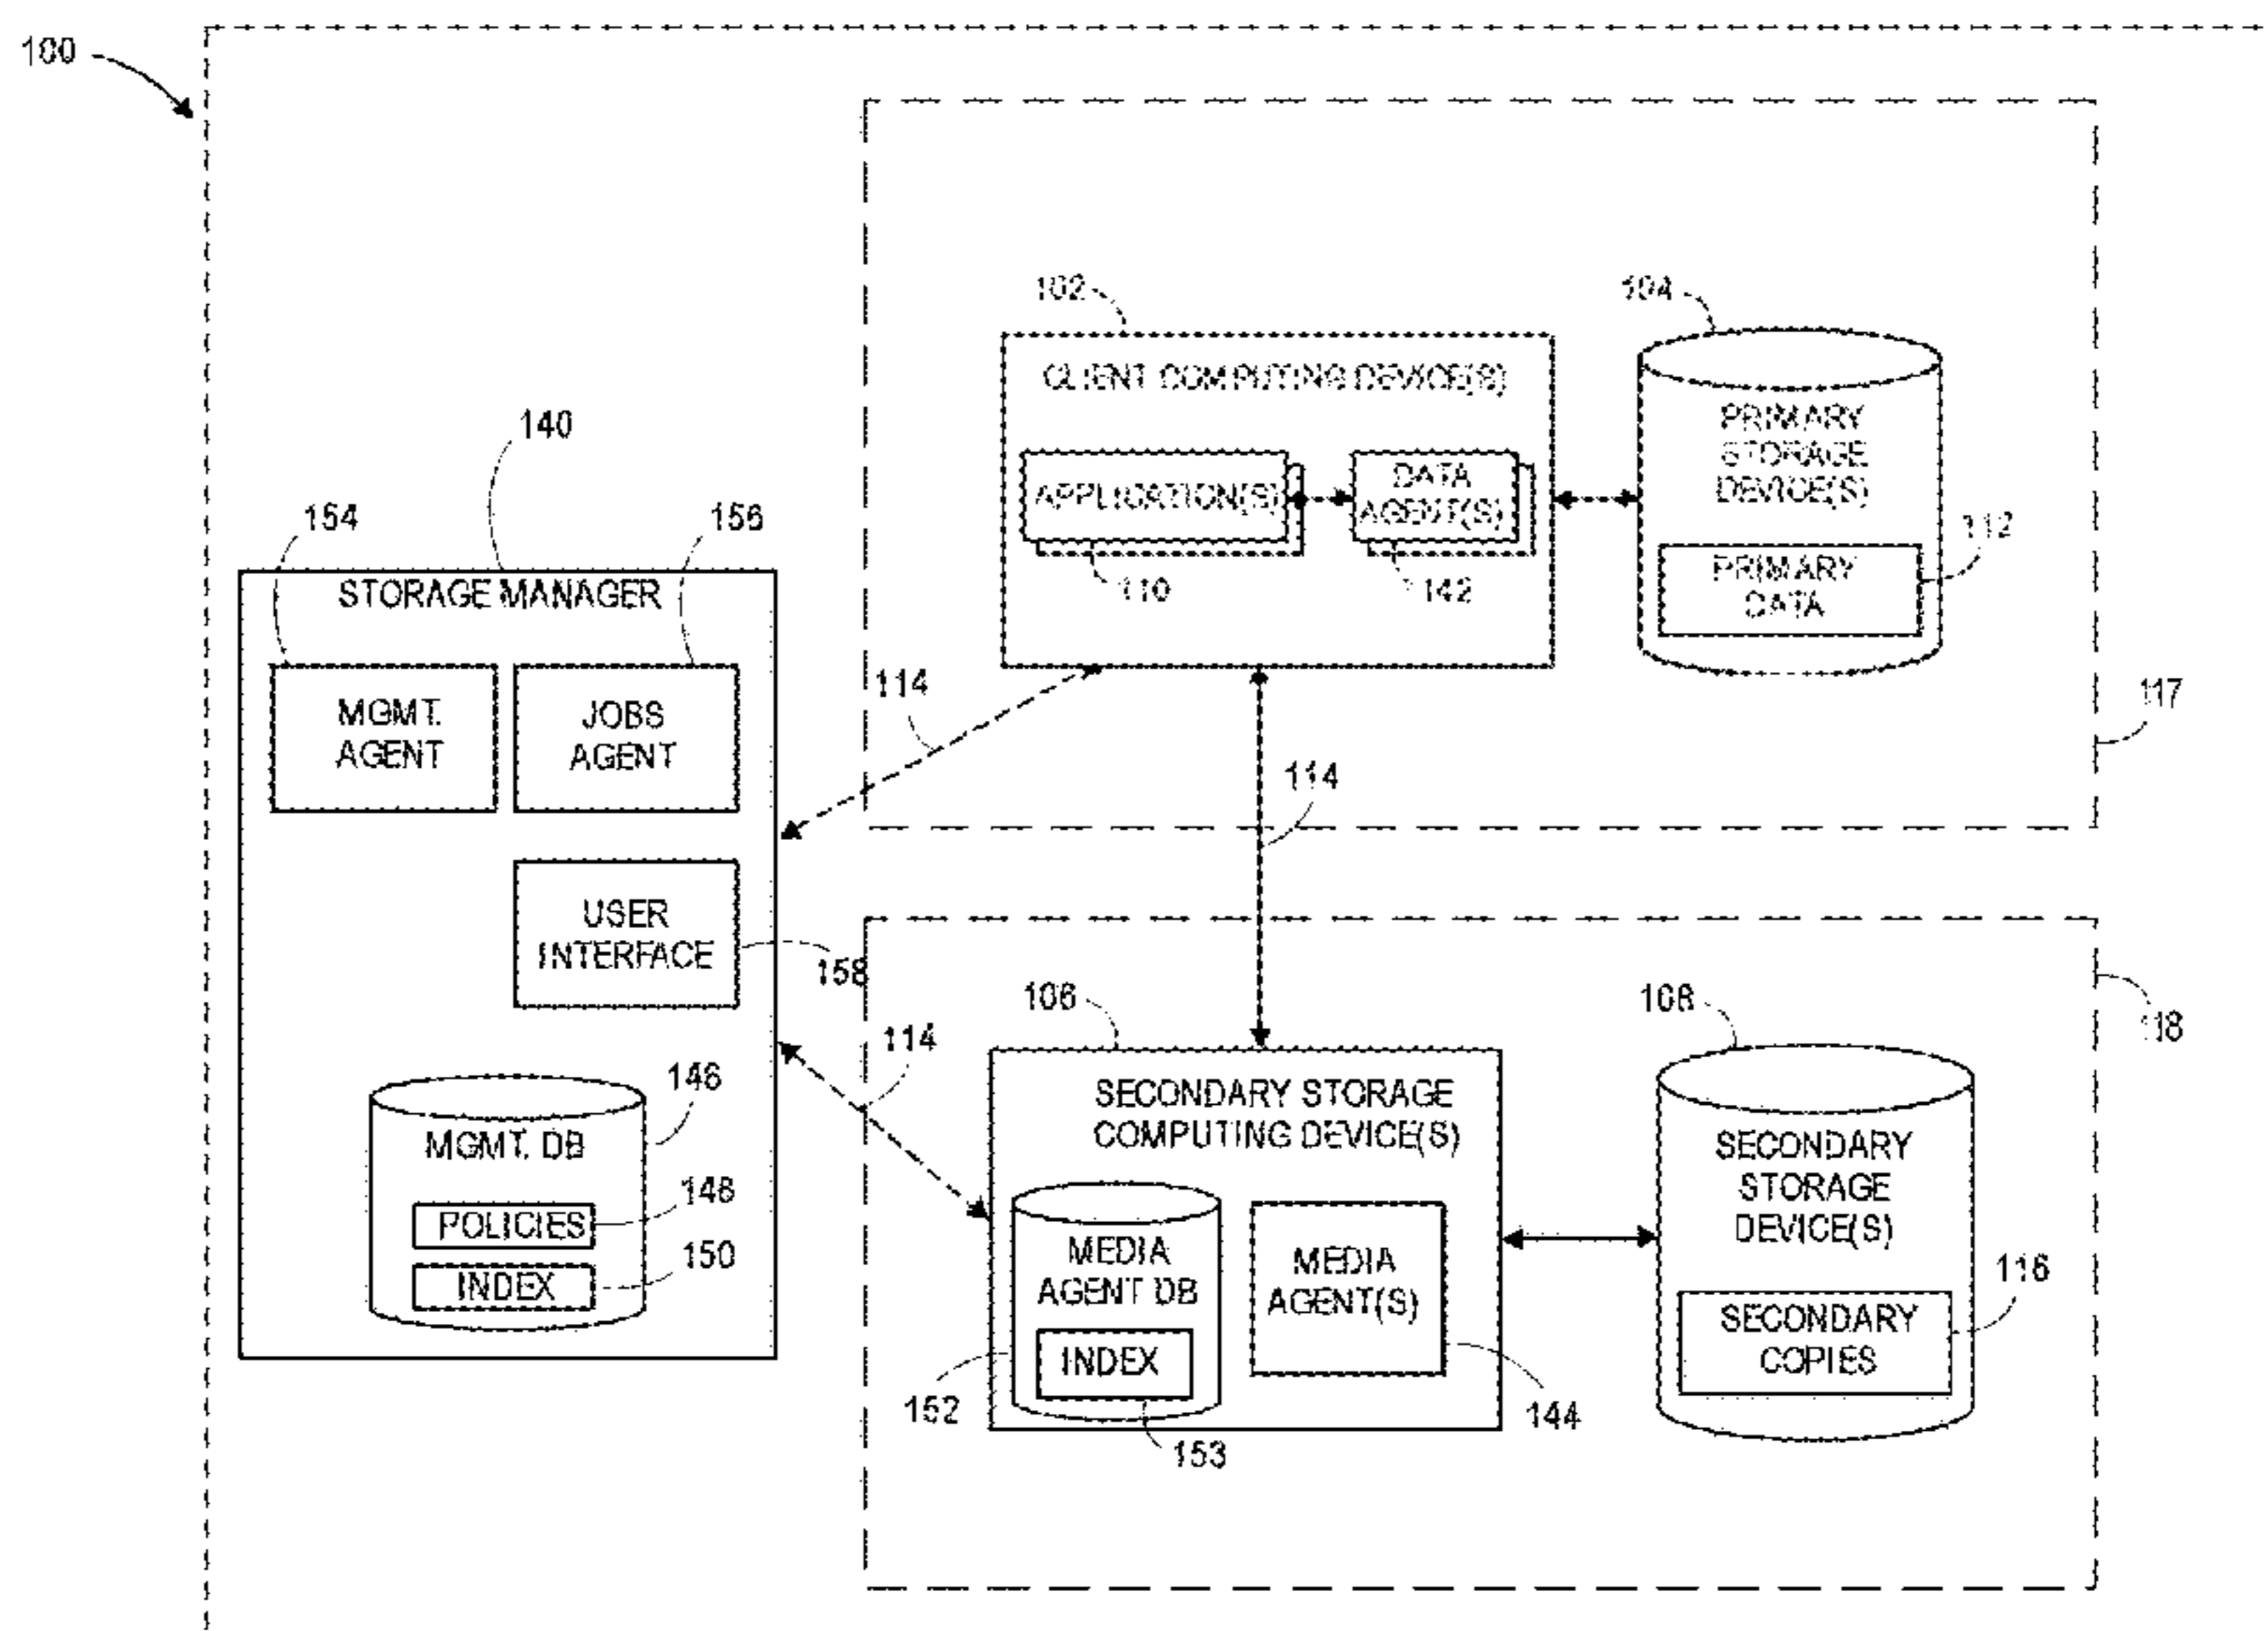 100
102
104
CLIENT COMPUTING DEVICE(S)
PRIMARY
STORAGE
DEVICE(S)
140
APPLICATION(S)
DATA
AGENT(S)
154
156
112
110
142
PRIMARY
DATA
STORAGE MANAGER
114
117
MGMT.
AGENT
JOBS
AGENT
114
USER
INTERFACE
158
106
108
118
114
146
SECONDARY STORAGE
COMPUTING DEVICE(S)
MGMT. DB
SECONDARY
STORAGE
DEVICE(S)
148
POLICIES
150
INDEX
MEDIA
AGENT DB
MEDIA
AGENT(S)
116
SECONDARY
COPIES
INDEX
152
144
153